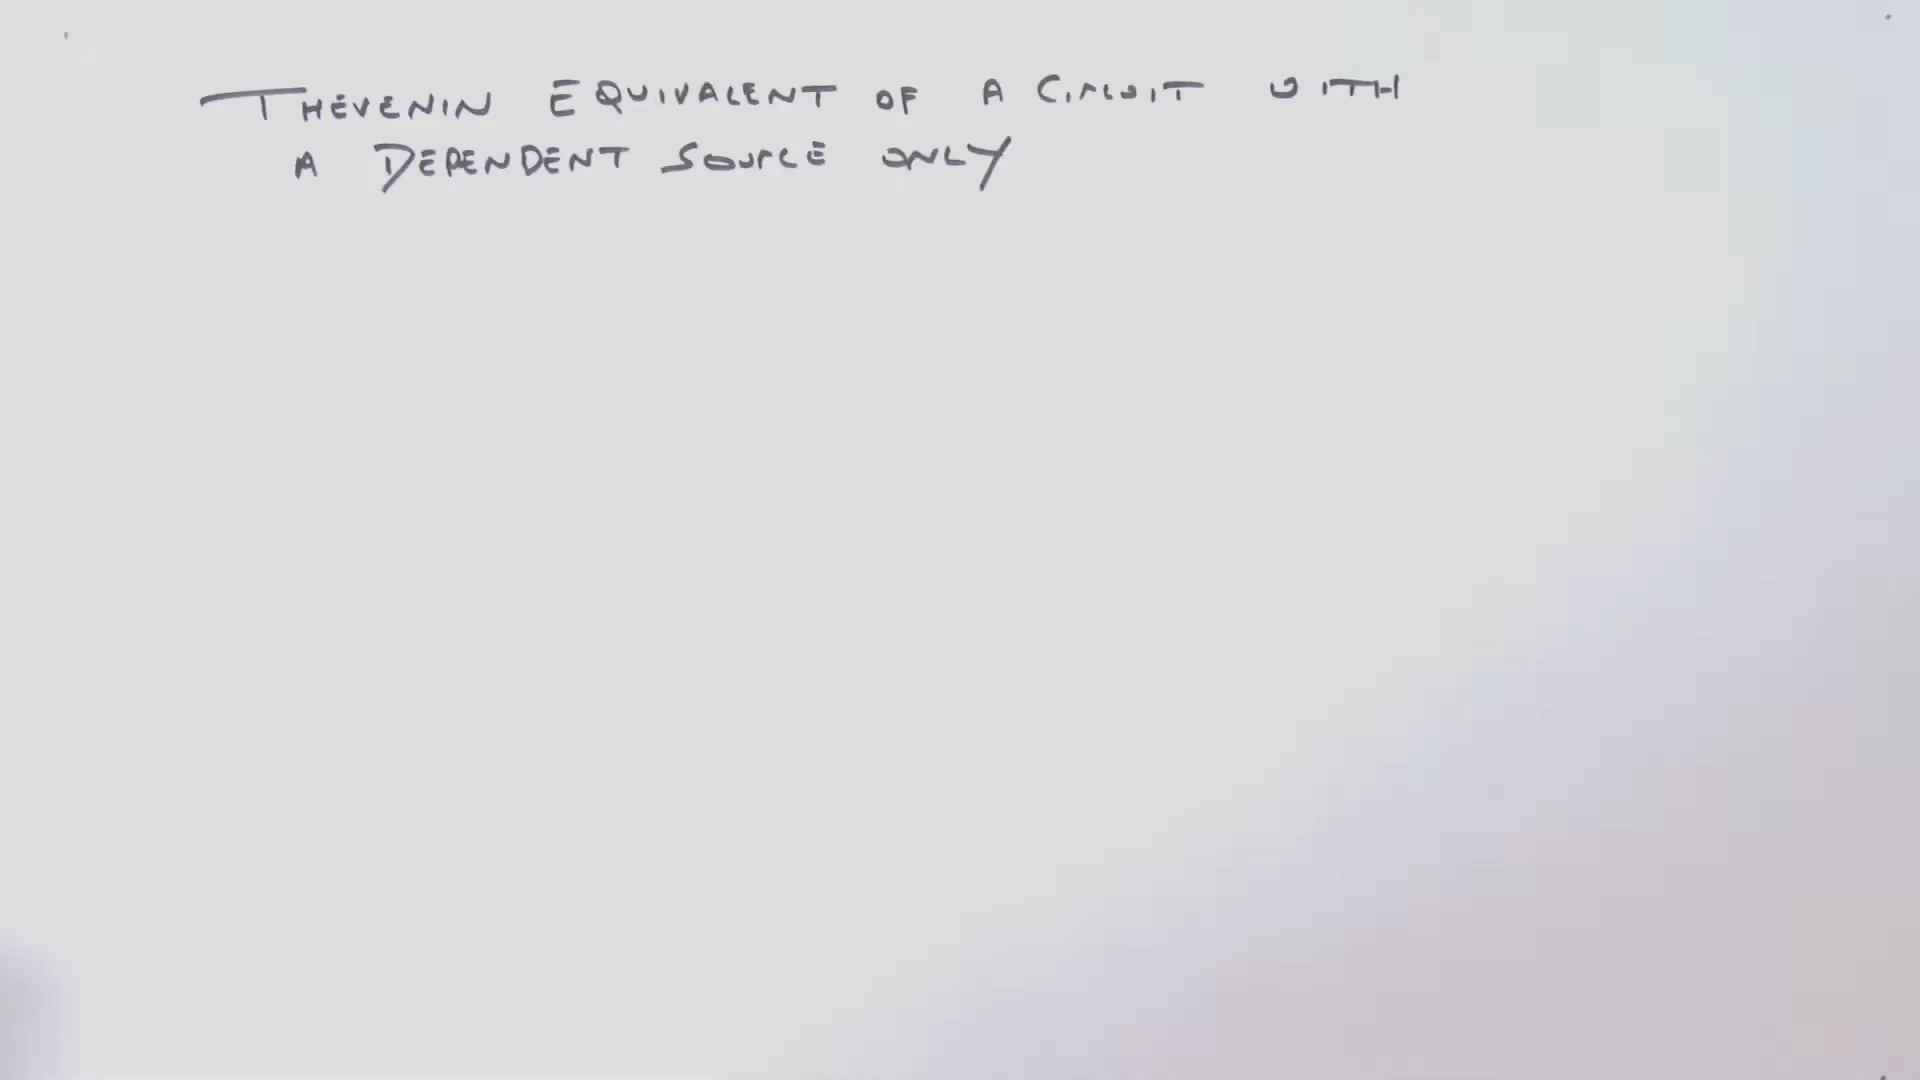 THEVENIN EQUIVALENT OF A CIRCUIT WITH
A DEPENDENT SOURCE ONLY